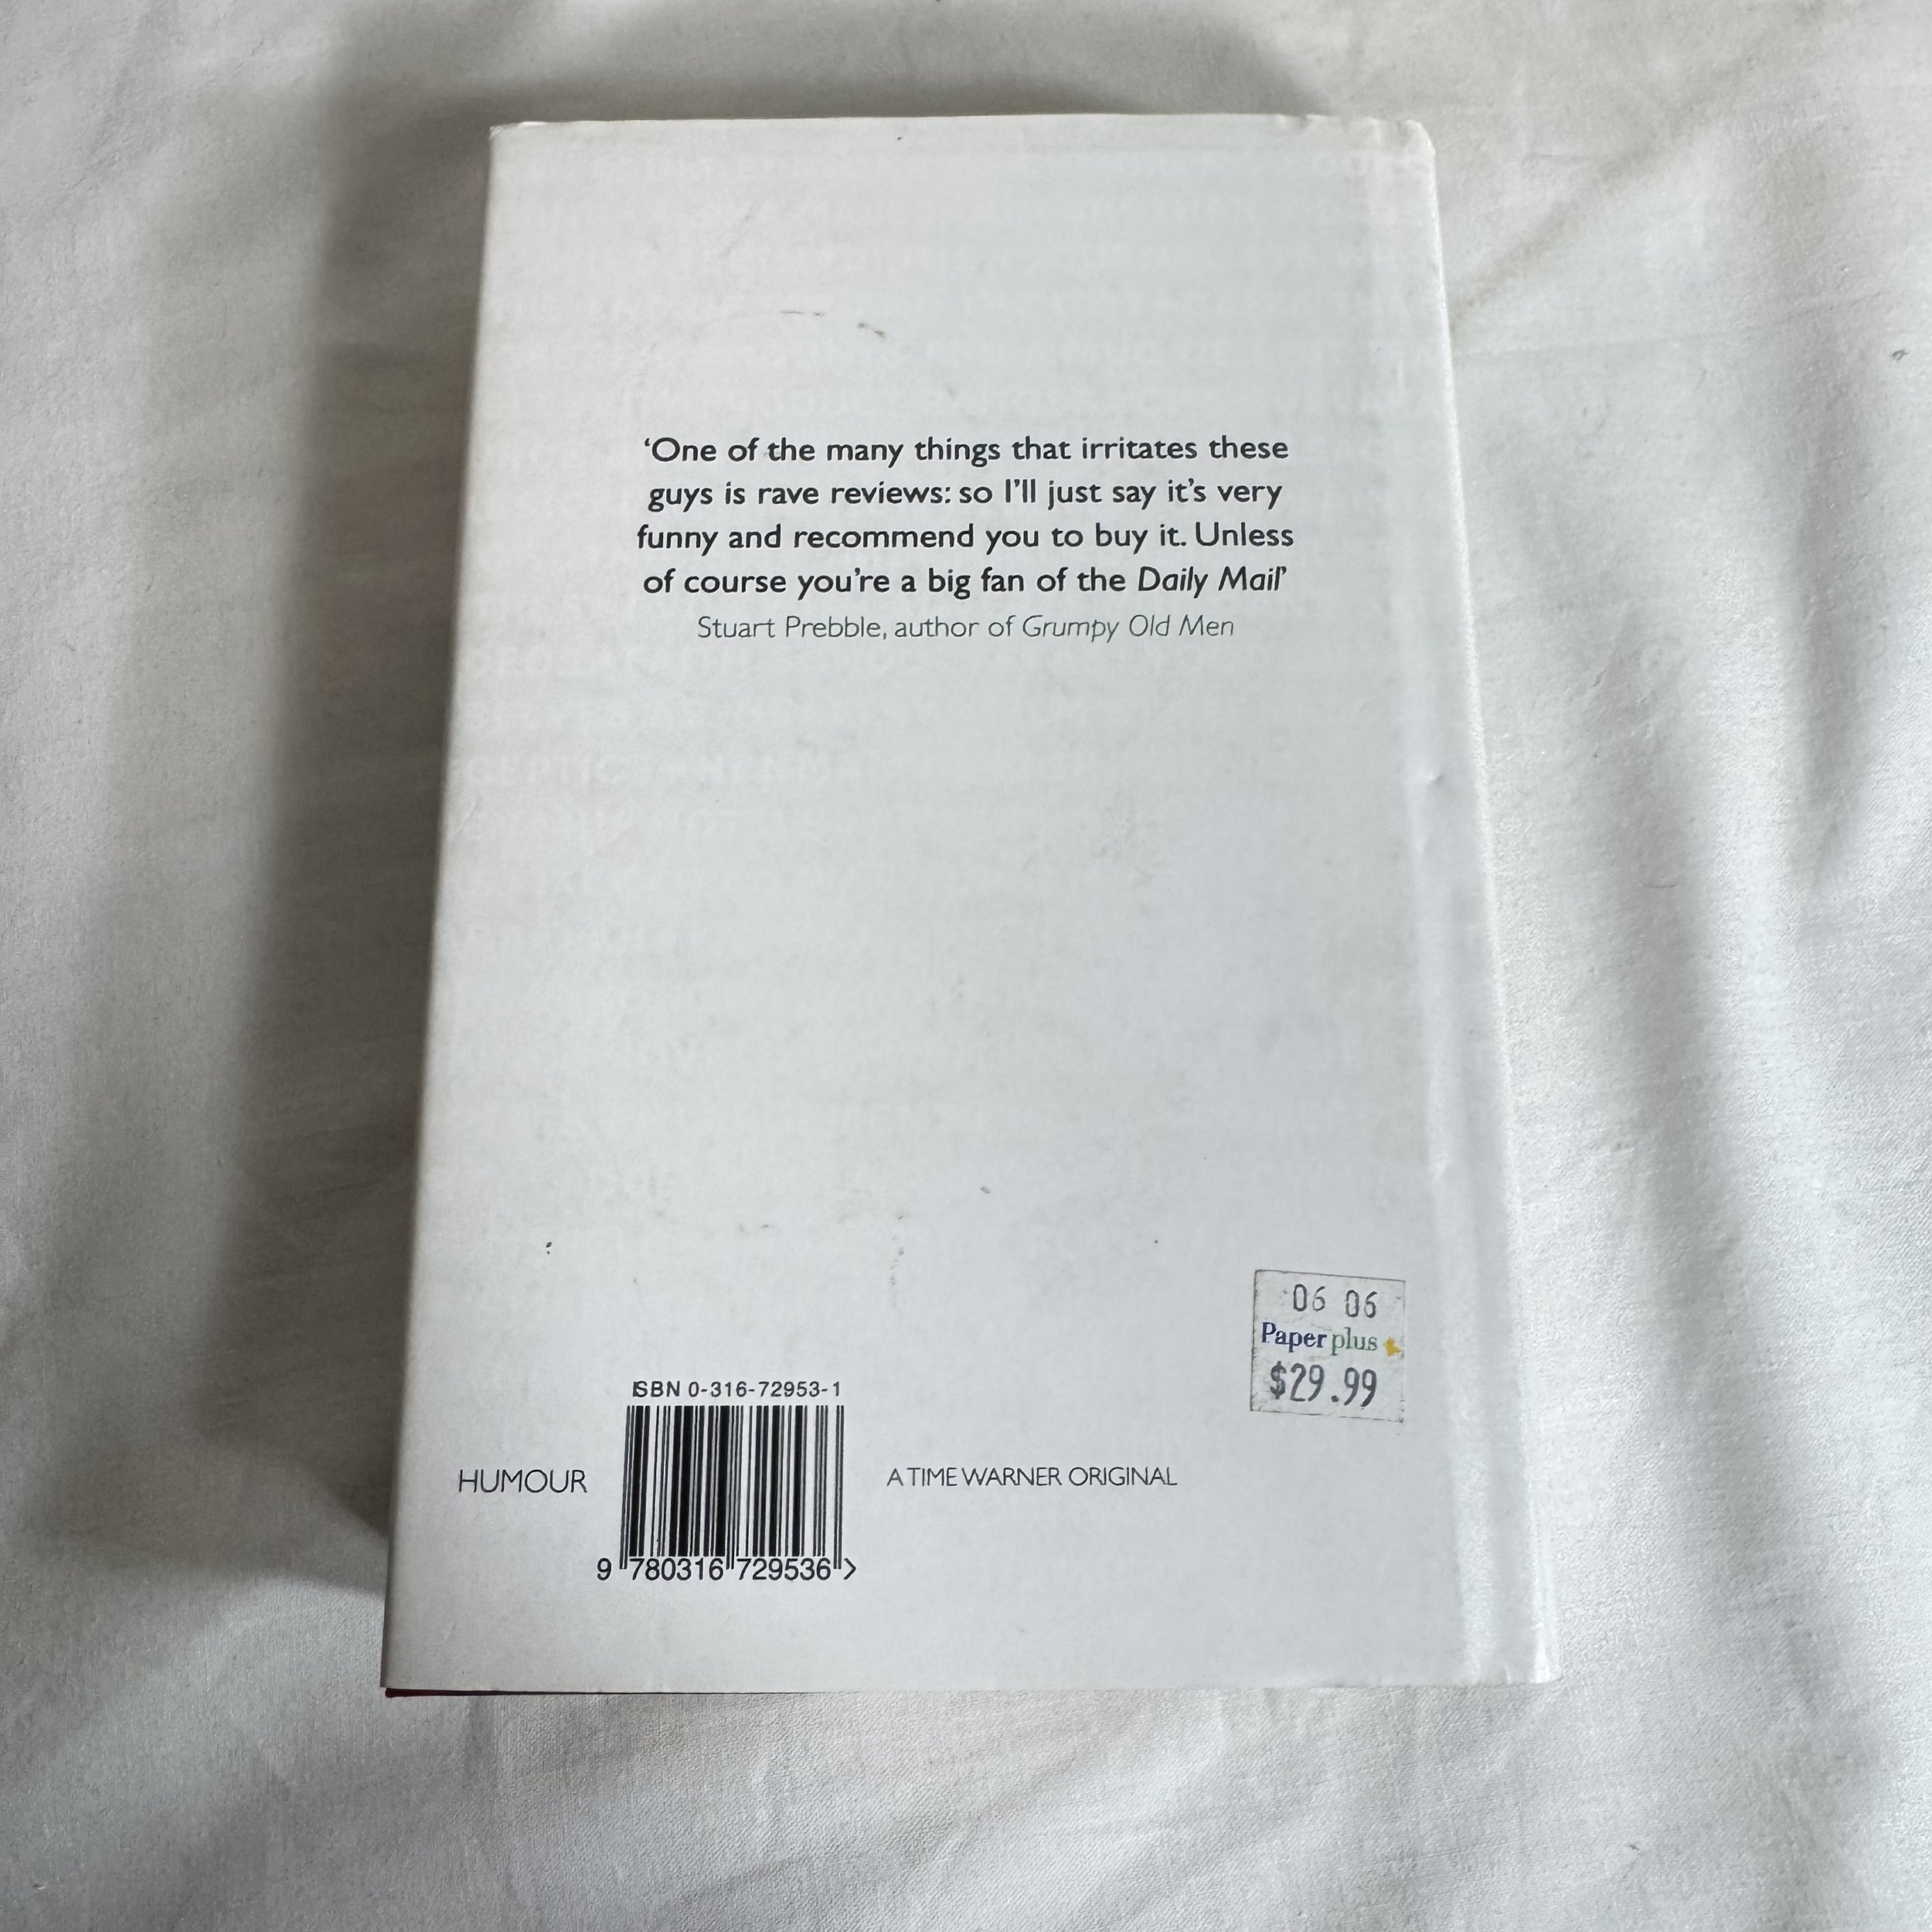 ‘One of the many things that irritates these
guys is rave reviews: so I’ll just say it’s very
funny and recommend you to buy it. Unless
of course you’re a big fan of the Daily Mail’
Stuart Prebble, author of Grumpy Old Men
06 06
Paper plus
$29.99
ISBN 0-316-72953-1
HUMOUR
A TIME WARNER ORIGINAL
9 780316 729536 >